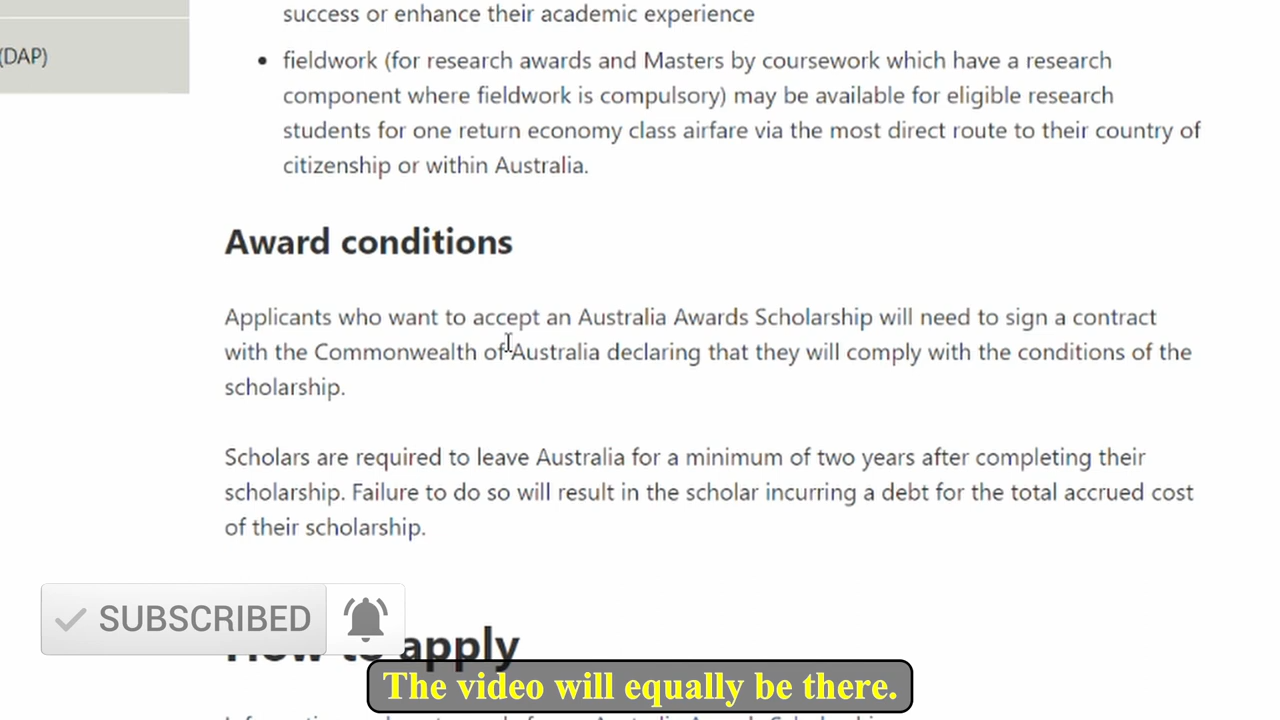 success or enhance their academic experience
(DAP)
• fieldwork (for research awards and Masters by coursework which have a research
component where fieldwork is compulsory) may be available for eligible research
students for one return economy class airfare via the most direct route to their country of
citizenship or within Australia.
Award conditions
Applicants who want to accept an Australia Awards Scholarship will need to sign a contract
with the Commonwealth of Australia declaring that they will comply with the conditions of the
scholarship.
Scholars are required to leave Australia for a minimum of two years after completing their
scholarship. Failure to do so will result in the scholar incurring a debt for the total accrued cost
of their scholarship.
SUBSCRIBED
How to apply
The video will equally be there.